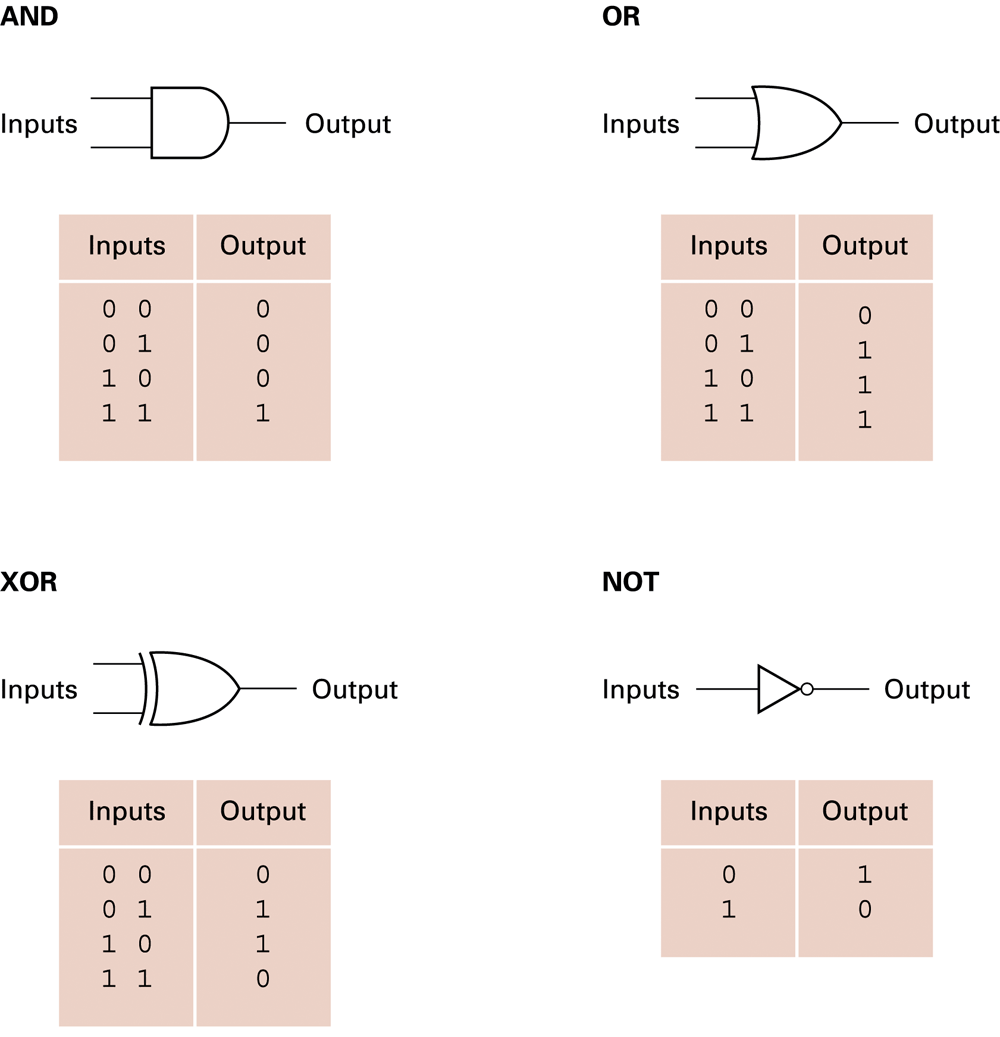 AND
Inputs Output
Inputs Output
0 0 0
0 1 0
1 0 0
1 1 1
OR
Inputs Output
Inputs Output
0 0 0
0 1 1
1 0 1
1 1 1
XOR
Inputs Output
Inputs Output
0 0 0
0 1 1
1 0 1
1 1 0
NOT
Inputs Output
Inputs Output
0 1
1 0